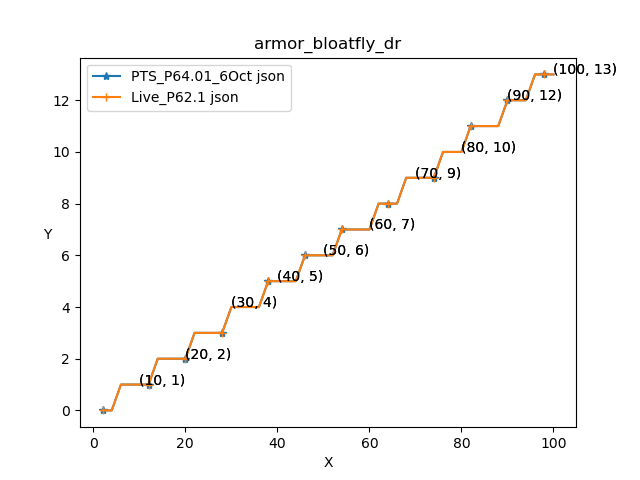 armor_bloatfly_dr
PTS_P64.01_6Oct json
Live_P62.1 json
(100, 13)
(90, 12)
(80, 10)
(70, 9)
(60, 7)
(50, 6)
(40, 5)
(30, 4)
(20, 2)
(10, 1)
12
10
8
6
4
2
0
Y
0 20 40 60 80 100
X